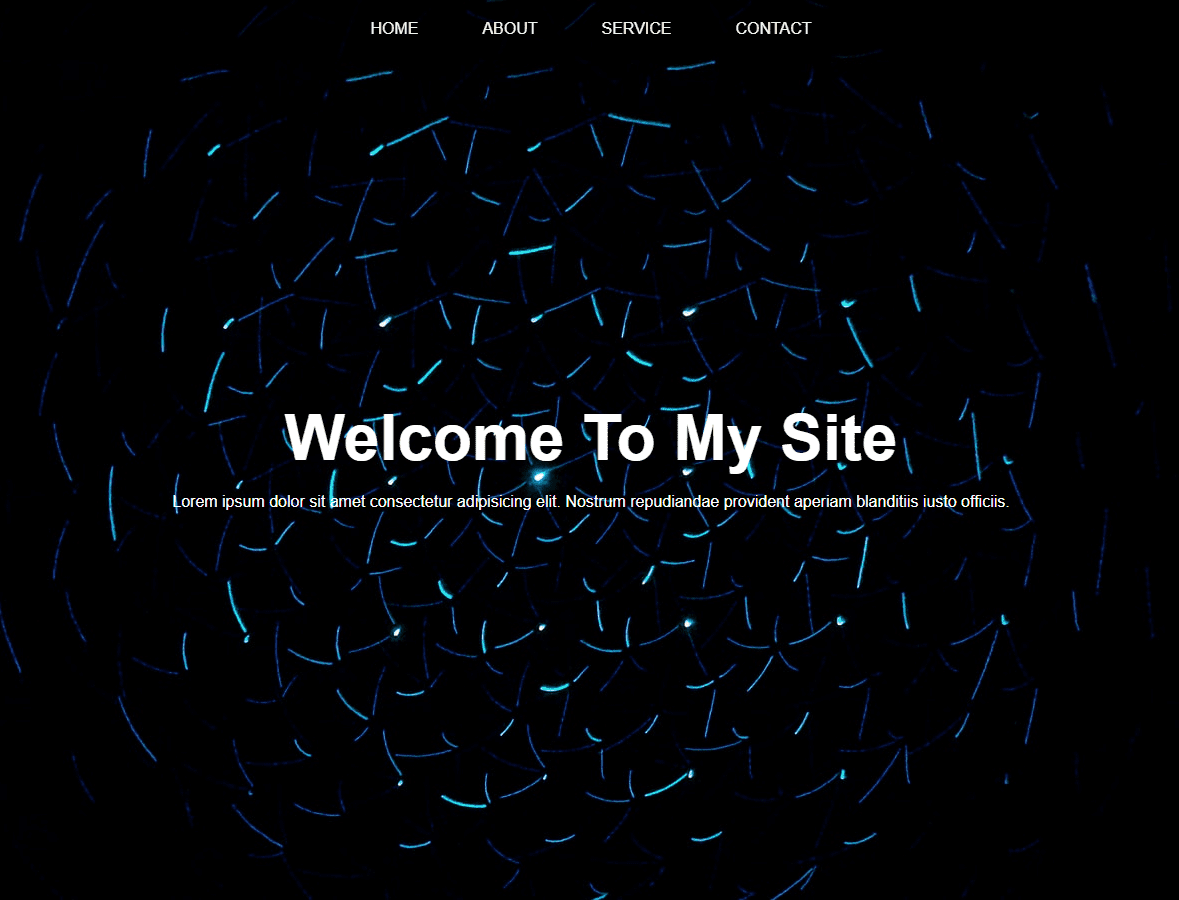 HOME ABOUT SERVICE CONTACT
Welcome To My Site
Lorem ipsum dolor sit amet consectetur adipisicing elit. Nostrum repudiandae provident aperiam blanditiis iusto officiis.